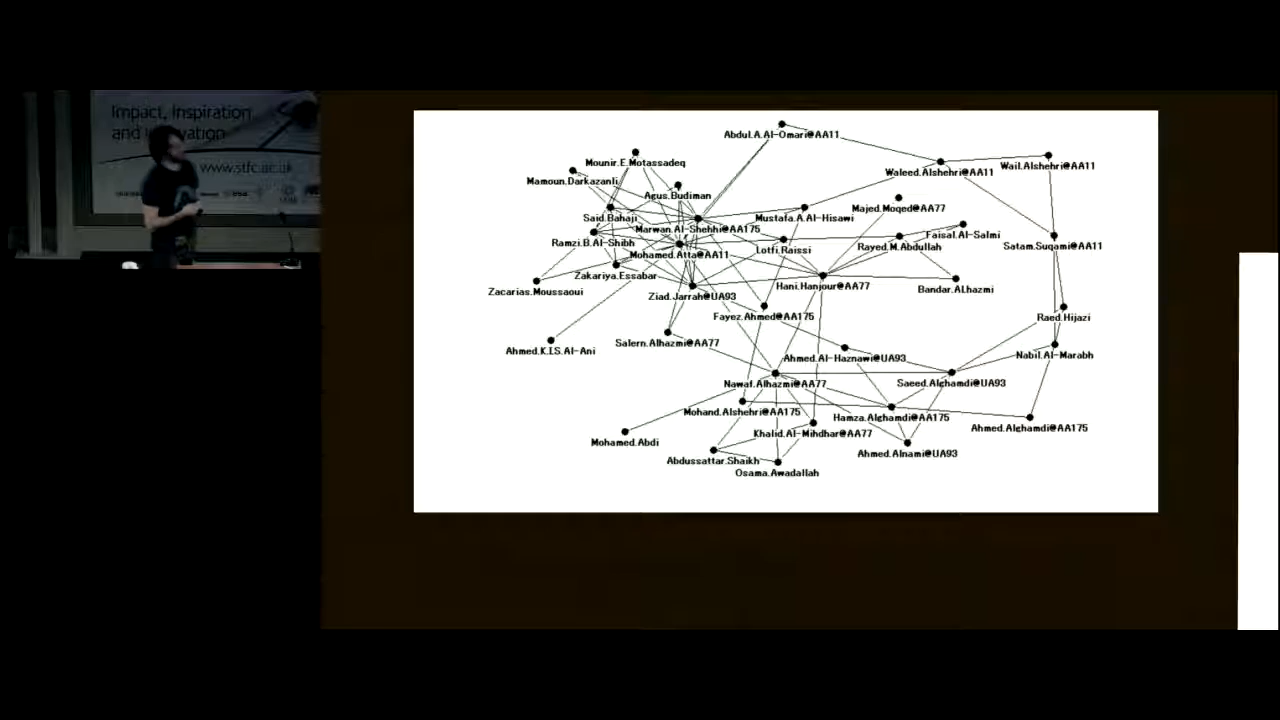 Impact, Inspiration
and Innovation
www.stfc.ac.uk
Abdul.A.Al-Omari@AA11
Mounir.E.Motassadeq
Waleed.Alshehri@AA11
Wail.Alshehri@AA11
Mamoun.Darkazanli
Agus.Budiman
Majed.Moqed@AA77
Said.Bahaji
Mustafa.A.Al-Hisawi
Marwan.Al-Shehhi@AA175
Faisal.Al-Salmi
Ramzi.B.Al-Shibh
Lotfi.Raissi
Rayed.M.Abdullah
Satam.Suqami@AA11
Mohamed.Atta@AA11
Zakariya.Essabar
Hani.Hanjour@AA77
Bandar.Alhazmi
Zacarias.Moussaoui
Ziad.Jarrah@UA93
Fayez.Ahmed@AA175
Raed.Hijazi
Salem.Alhazmi@AA77
Ahmed.K.I.S.Al-Ani
Ahmed.Al-Haznawi@UA93
Nabil.Al-Marabh
Nawaf.Alhazmi@AA77
Saeed.Alghamdi@UA93
Mohand.Alshehri@AA175
Hamza.Alghamdi@AA175
Ahmed.Alghamdi@AA175
Khalid.Al-Mihdhar@AA77
Mohamed.Abdi
Ahmed.Alnami@UA93
Abdussattar.Shaikh
Osama.Awadallah